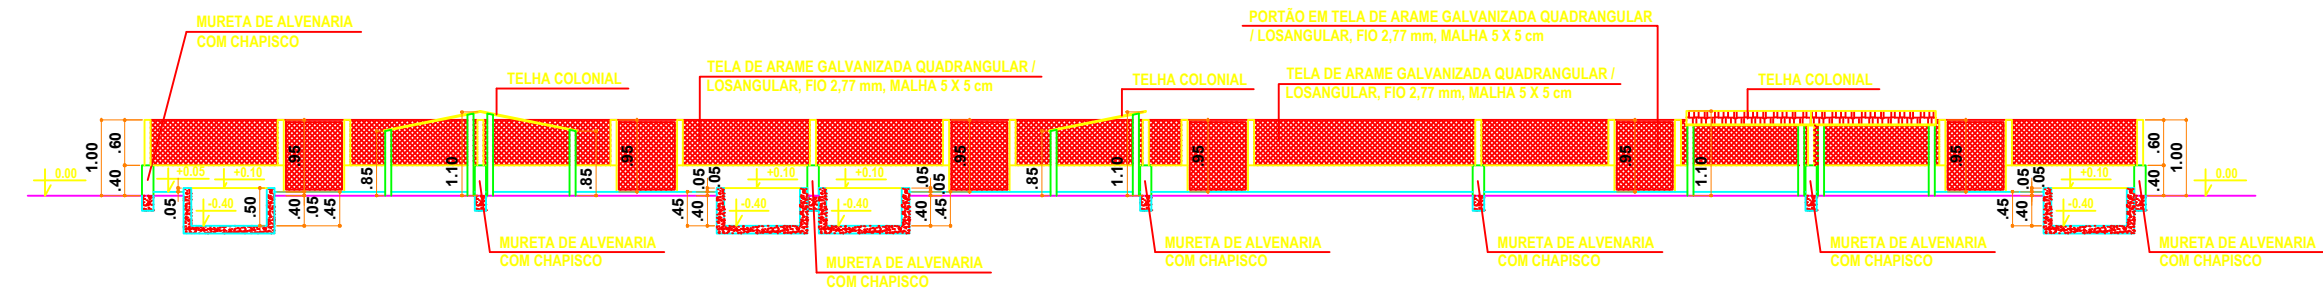 MURETA DE ALVENARIA
COM CHAPISCO
TELHA COLONIAL
TELA DE ARAME GALVANIZADA QUADRANGULAR /
LOSANGULAR, FIO 2,77 mm, MALHA 5 X 5 cm
TELHA COLONIAL
PORTÃO EM TELA DE ARAME GALVANIZADA QUADRANGULAR
/ LOSANGULAR, FIO 2,77 mm, MALHA 5 X 5 cm
TELA DE ARAME GALVANIZADA QUADRANGULAR /
LOSANGULAR, FIO 2,77 mm, MALHA 5 X 5 cm
TELHA COLONIAL
0.00
1.00
.60
.40
+0.05
+0.10
-0.40
.05
.50
.95
.40
.05
.45
.85
1.10
.85
.95
.05
.05
.45
.40
+0.10
-0.40
+0.10
-0.40
.05
.05
.40
.45
.95
.85
1.10
.95
.95
1.10
.95
.05
.05
.45
.40
+0.10
-0.40
.60
.40
1.00
0.00
MURETA DE ALVENARIA
COM CHAPISCO
MURETA DE ALVENARIA
COM CHAPISCO
MURETA DE ALVENARIA
COM CHAPISCO
MURETA DE ALVENARIA
COM CHAPISCO
MURETA DE ALVENARIA
COM CHAPISCO
MURETA DE ALVENARIA
COM CHAPISCO